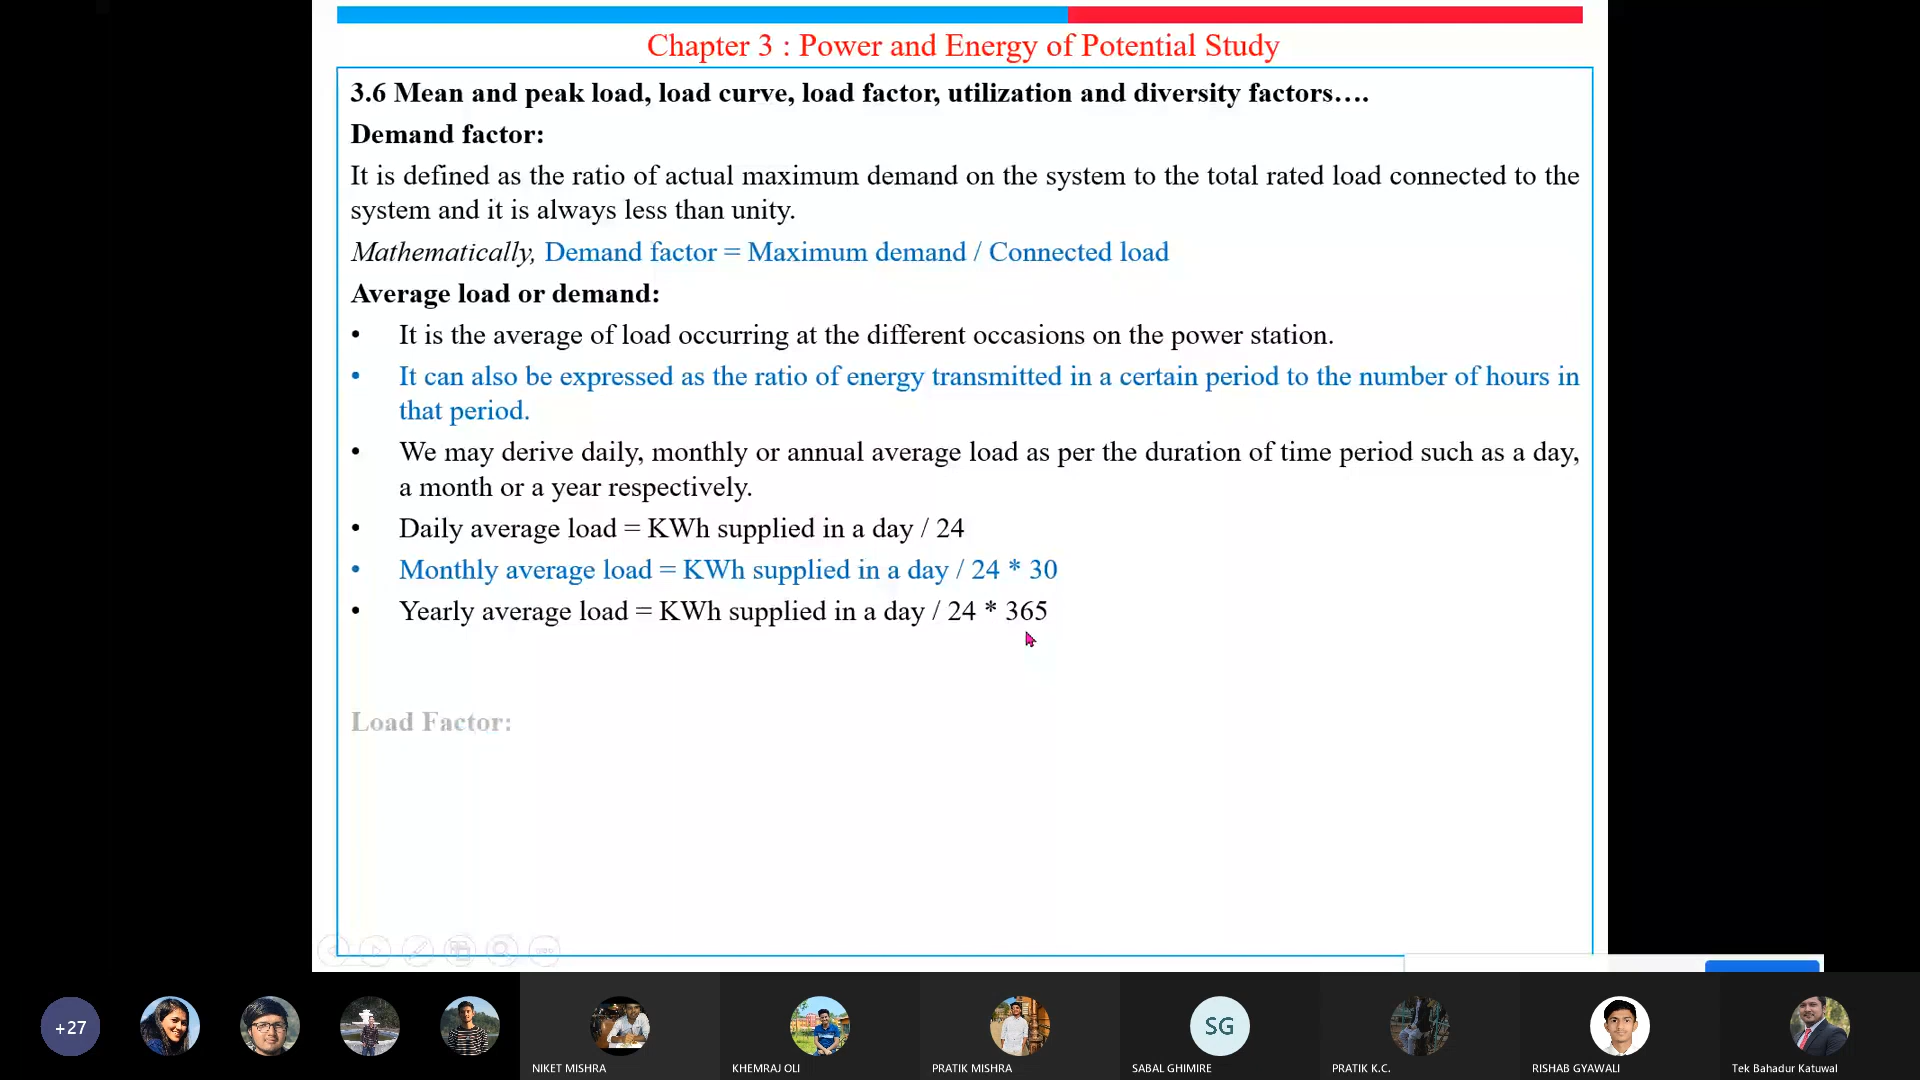 Chapter 3 : Power and Energy of Potential Study
3.6 Mean and peak load, load curve, load factor, utilization and diversity factors….
Demand factor:
It is defined as the ratio of actual maximum demand on the system to the total rated load connected to the
system and it is always less than unity.
Mathematically, Demand factor = Maximum demand / Connected load
Average load or demand:
• It is the average of load occurring at the different occasions on the power station.
• It can also be expressed as the ratio of energy transmitted in a certain period to the number of hours in
that period.
• We may derive daily, monthly or annual average load as per the duration of time period such as a day,
a month or a year respectively.
• Daily average load = KWh supplied in a day / 24
• Monthly average load = KWh supplied in a day / 24 * 30
• Yearly average load = KWh supplied in a day / 24 * 365
Load Factor:
+27
SG
NIKET MISHRA
KHEMRAJ OLI
PRATIK MISHRA
SABAL GHIMIRE
PRATIK K.C.
RISHAB GYAWALI
Tek Bahadur Katuwal